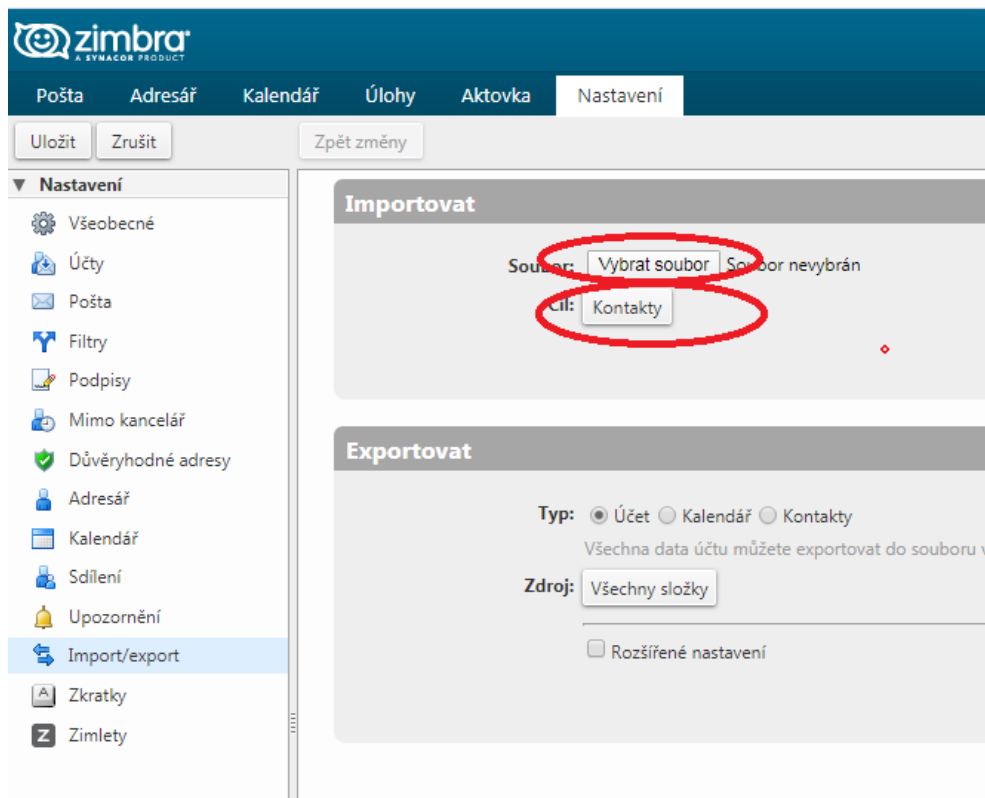 zimbra
A SYNACOR PRODUCT
Pošta Adresář Kalendář Úlohy Aktovka Nastavení
Uložit Zrušit Zpět změny
Nastavení
Všeobecné
Účty
Pošta
Filtry
Podpisy
Mimo kancelář
Důvěryhodné adresy
Adresář
Kalendář
Sdílení
Upozornění
Import/export
Zkratky
Zimlety
Importovat
Soubor: Vybrat soubor Soubor nevybrán
Cíl: Kontakty
Exportovat
Typ: Účet Kalendář Kontakty
Všechna data účtu můžete exportovat do souboru v
Zdroj: Všechny složky
Rozšířené nastavení